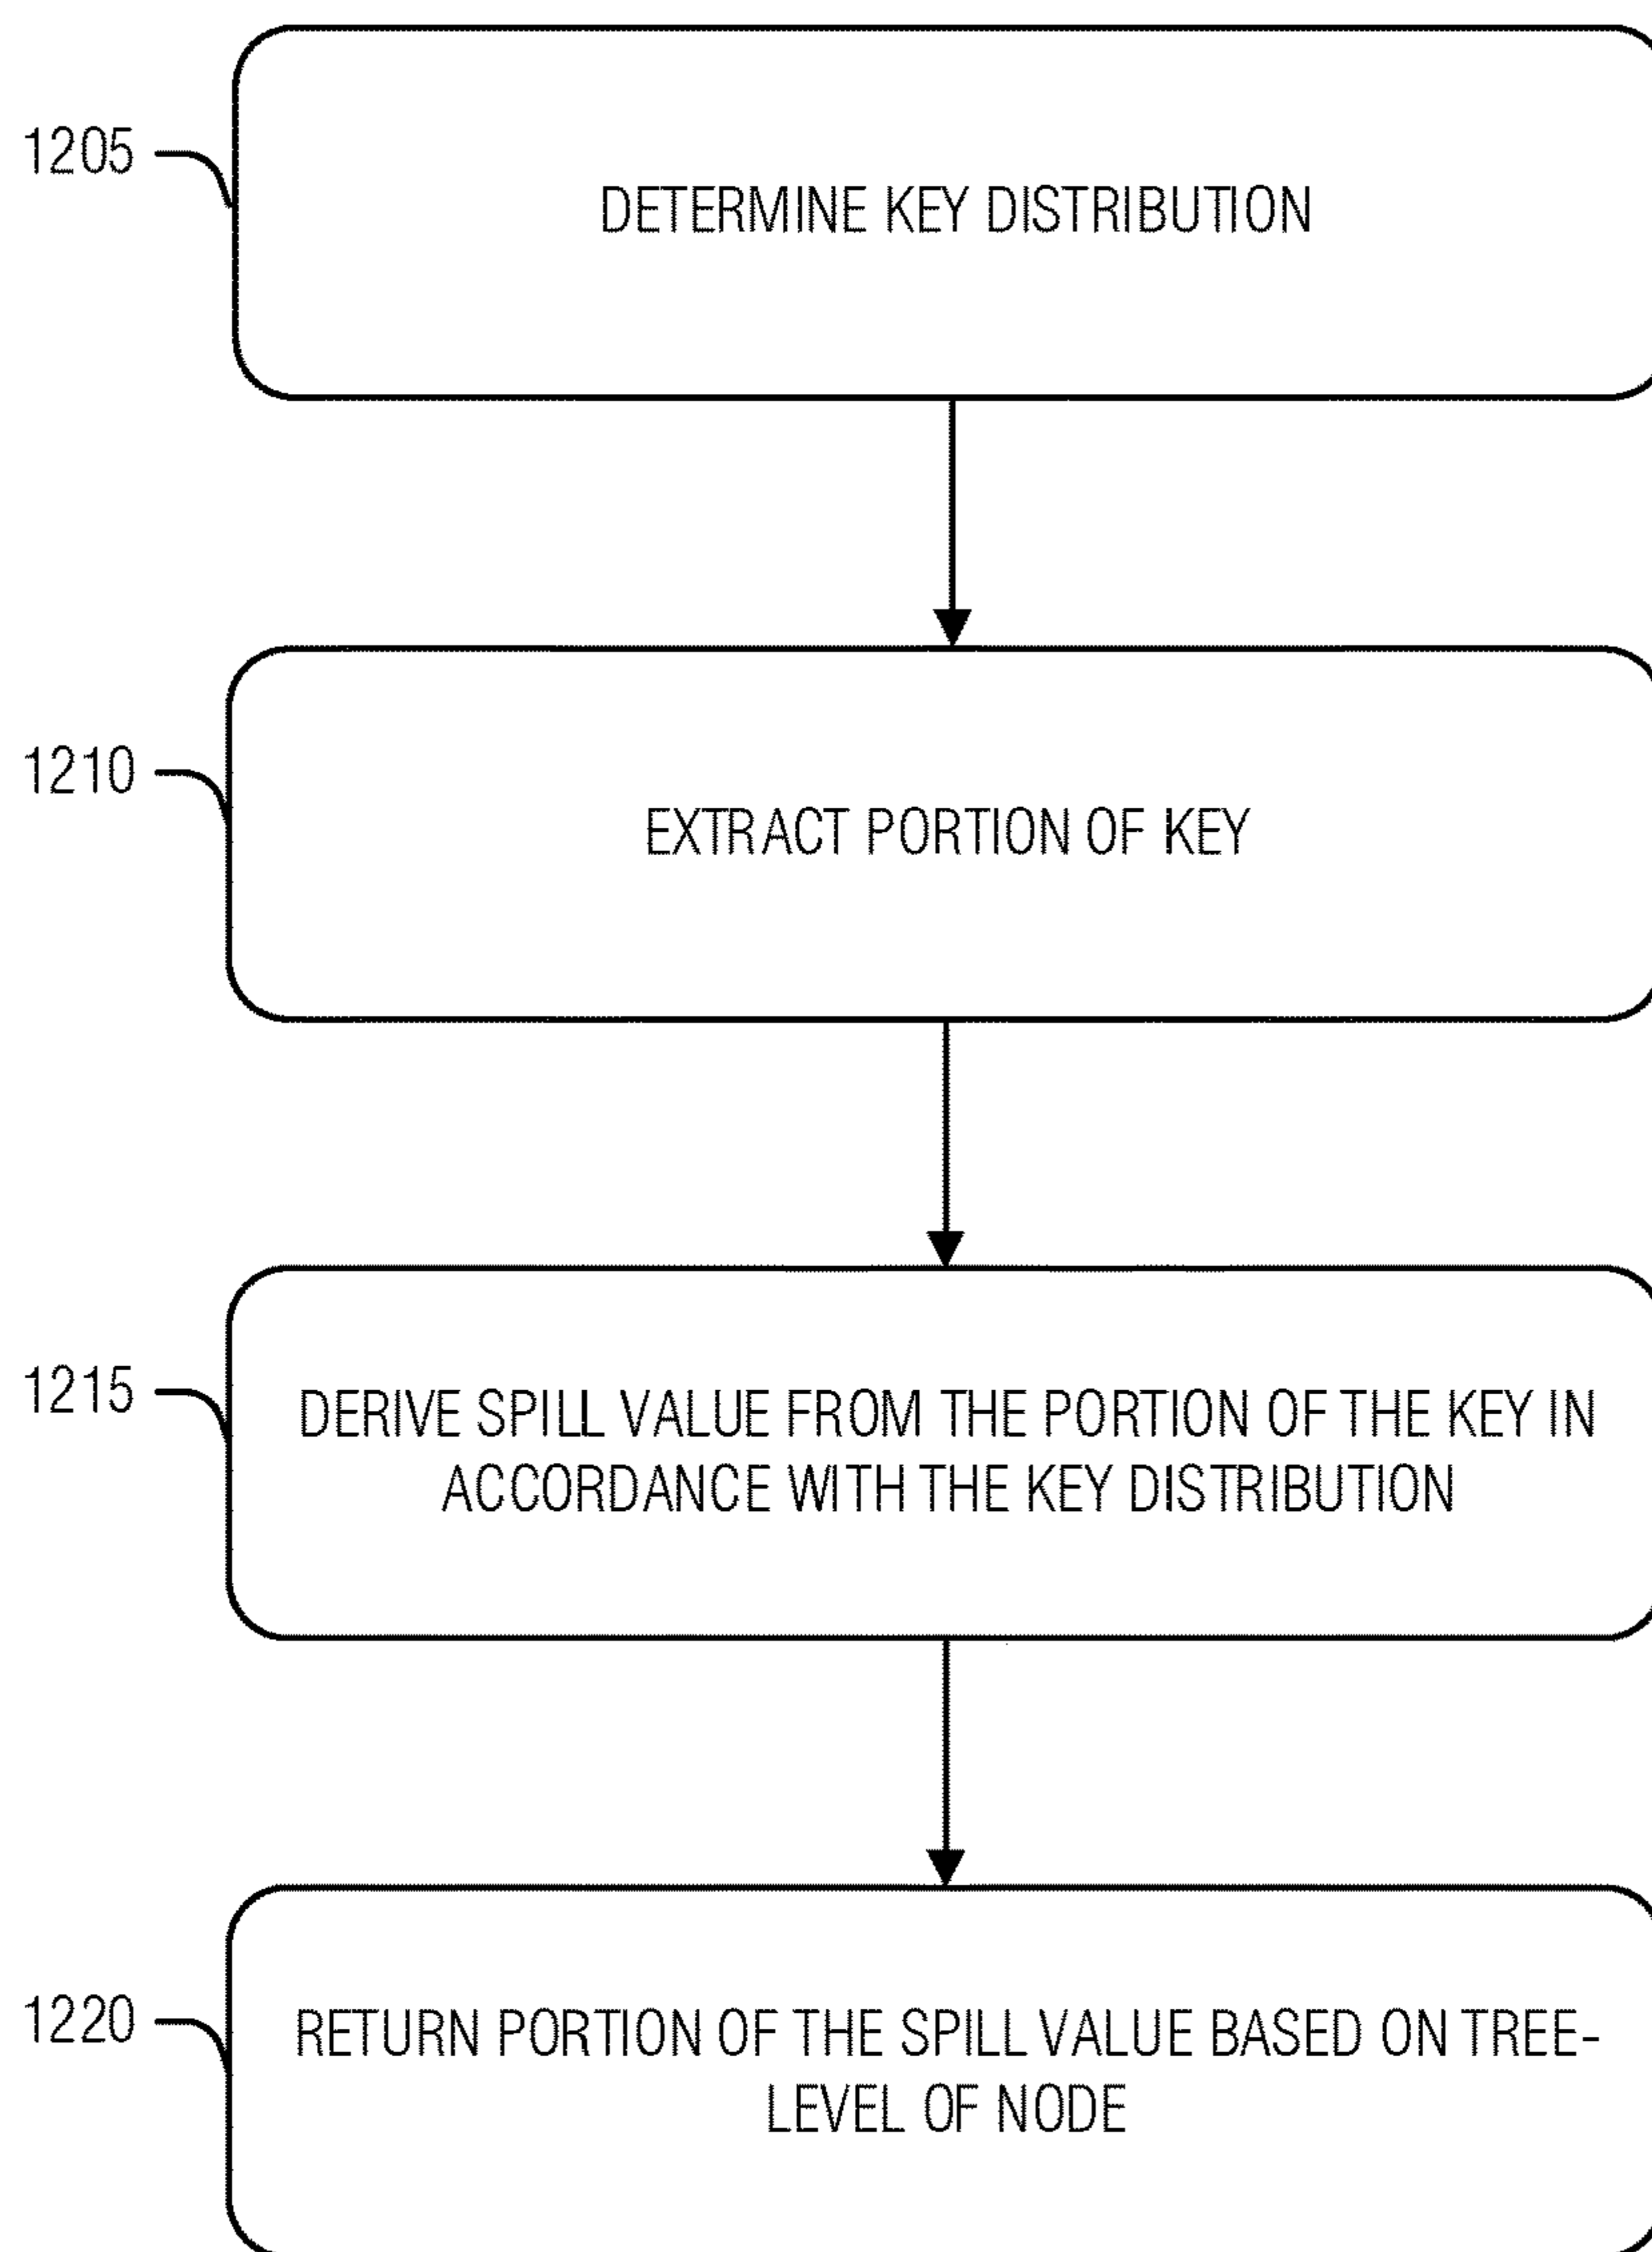 1205
DETERMINE KEY DISTRIBUTION
1210
EXTRACT PORTION OF KEY
1215
DERIVE SPILL VALUE FROM THE PORTION OF THE KEY IN
ACCORDANCE WITH THE KEY DISTRIBUTION
1220
RETURN PORTION OF THE SPILL VALUE BASED ON TREE-
LEVEL OF NODE